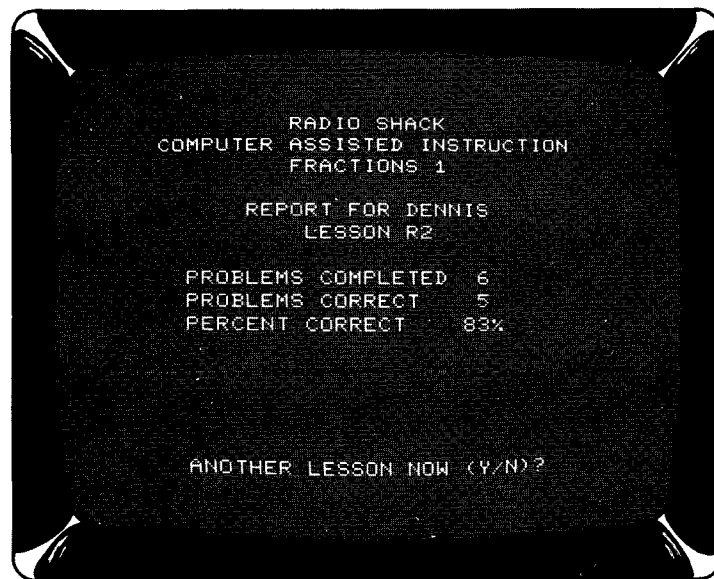 RADIO SHACK
COMPUTER ASSISTED INSTRUCTION
FRACTIONS 1
REPORT FOR DENNIS
LESSON R2
PROBLEMS COMPLETED 6
PROBLEMS CORRECT 5
PERCENT CORRECT 83%
ANOTHER LESSON NOW (Y/N)?